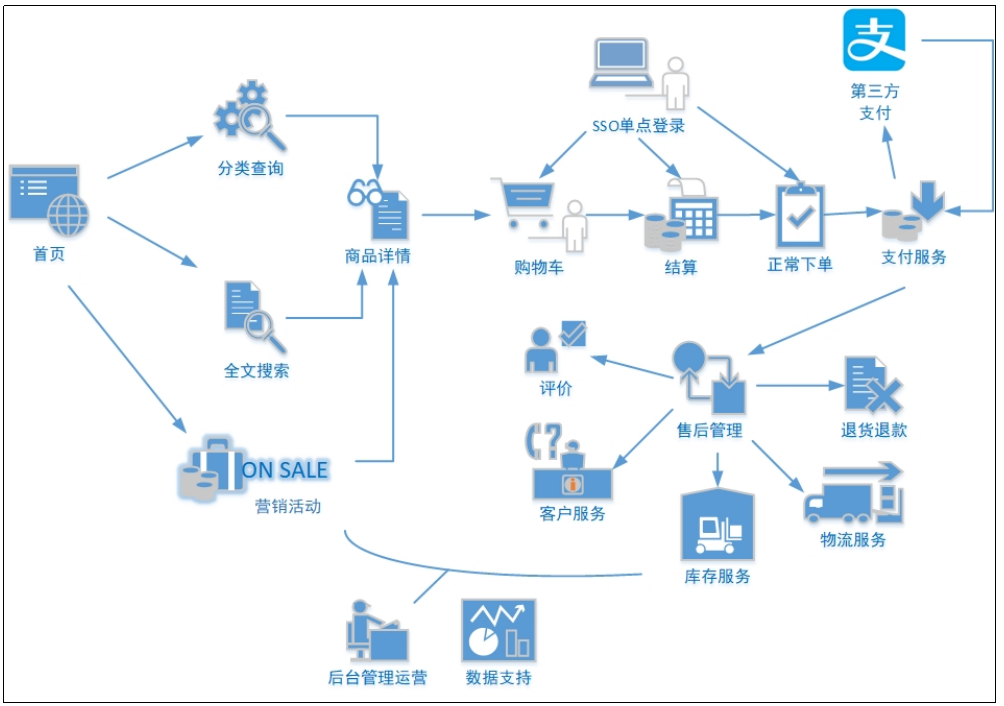 支
第三方
支付
SSO单点登录
分类查询
首页
商品详情
购物车
结算
正常下单
支付服务
全文搜索
评价
售后管理
退货退款
ON SALE
营销活动
客户服务
物流服务
库存服务
后台管理运营
数据支持